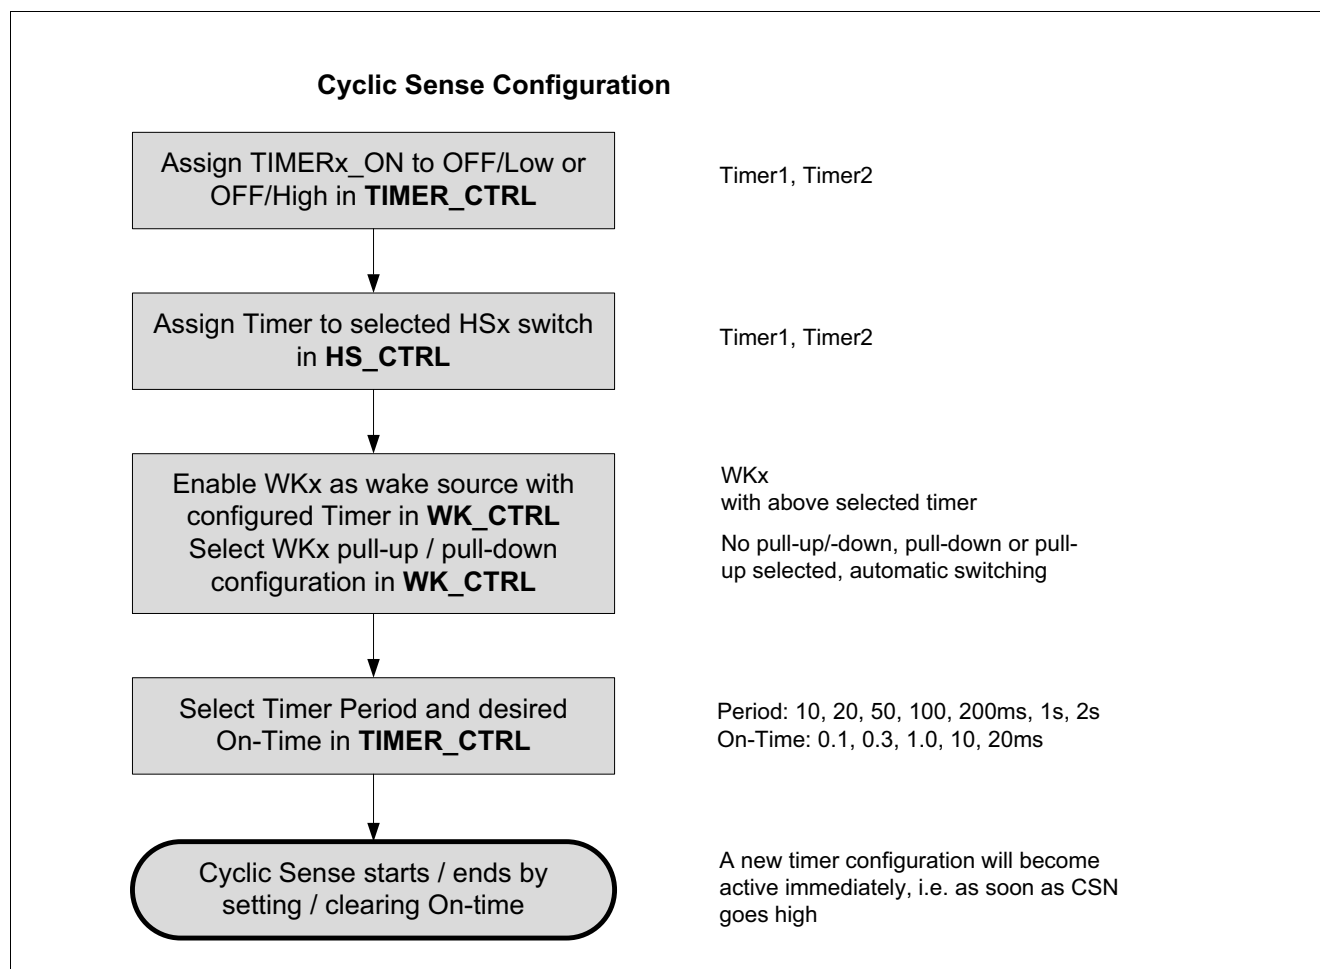 Cyclic Sense Configuration
Assign TIMERx_ON to OFF/Low or
OFF/High in TIMER_CTRL
Timer1, Timer2
Assign Timer to selected HSx switch
in HS_CTRL
Timer1, Timer2
Enable WKx as wake source with
configured Timer in WK_CTRL
Select WKx pull-up / pull-down
configuration in WK_CTRL
WKx
with above selected timer
No pull-up/-down, pull-down or pull-
up selected, automatic switching
Select Timer Period and desired
On-Time in TIMER_CTRL
Period: 10, 20, 50, 100, 200ms, 1s, 2s
On-Time: 0.1, 0.3, 1.0, 10, 20ms
Cyclic Sense starts / ends by
setting / clearing On-time
A new timer configuration will become
active immediately, i.e. as soon as CSN
goes high